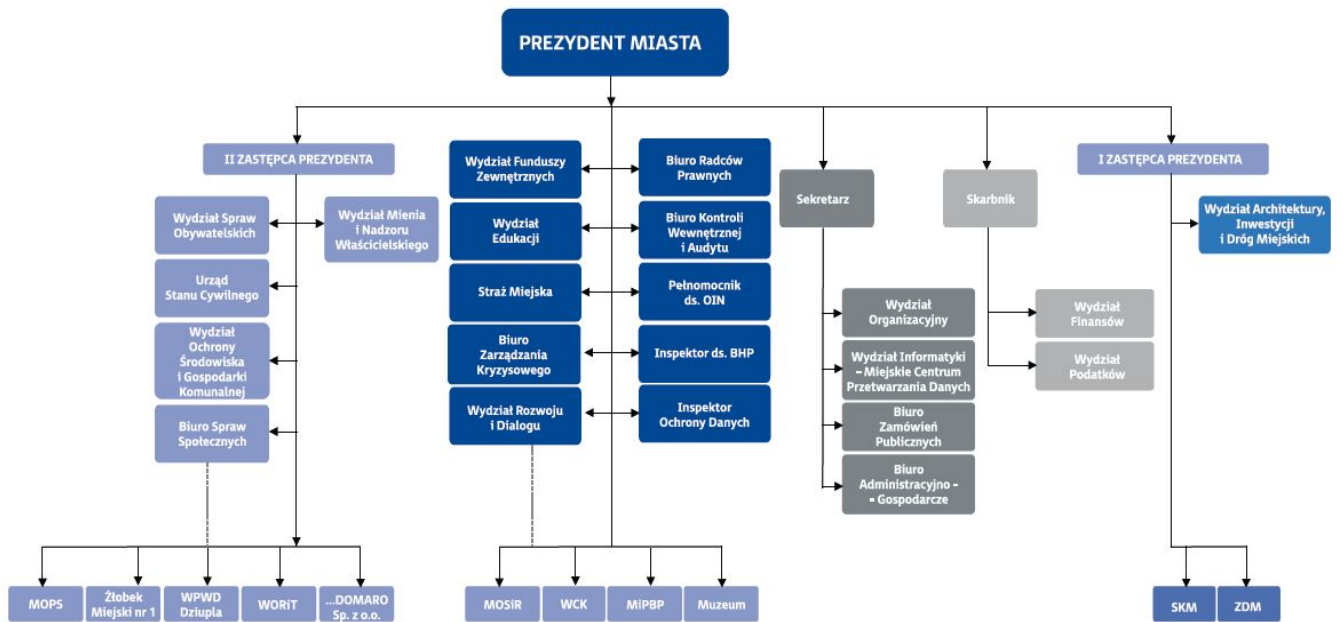 PREZYDENT MIASTA
II ZASTĘPCA PREZYDENTA
Wydział Spraw
Obywatelskich
Wydział Mienia
i Nadzoru
Właścicielskiego
Urząd
Stanu Cywilnego
Wydział
Ochrony
Środowiska
i Gospodarki
Komunalnej
Biuro Spraw
Społecznych
MOPS
Żłobek
Miejski nr 1
WPWD
Dziupla
WORiT
...DOMARO
Sp. z o.o.
Wydział Funduszy
Zewnętrznych
Biuro Radców
Prawnych
Wydział
Edukacji
Biuro Kontroli
Wewnętrznej
i Audytu
Straż Miejska
Pełnomocnik
ds. OIN
Biuro
Zarządzania
Kryzysowego
Inspektor ds. BHP
Wydział Rozwoju
i Dialogu
Inspektor
Ochrony Danych
MOSiR
WCK
MiPBP
Muzeum
Sekretarz
Wydział
Organizacyjny
Wydział Informatyki
– Miejskie Centrum
Przetwarzania Danych
Biuro
Zamówień
Publicznych
Biuro
Administracyjno -
- Gospodarcze
Skarbnik
Wydział
Finansów
Wydział
Podatków
I ZASTĘPCA PREZYDENTA
Wydział Architektury,
Inwestycji
i Dróg Miejskich
SKM
ZDM